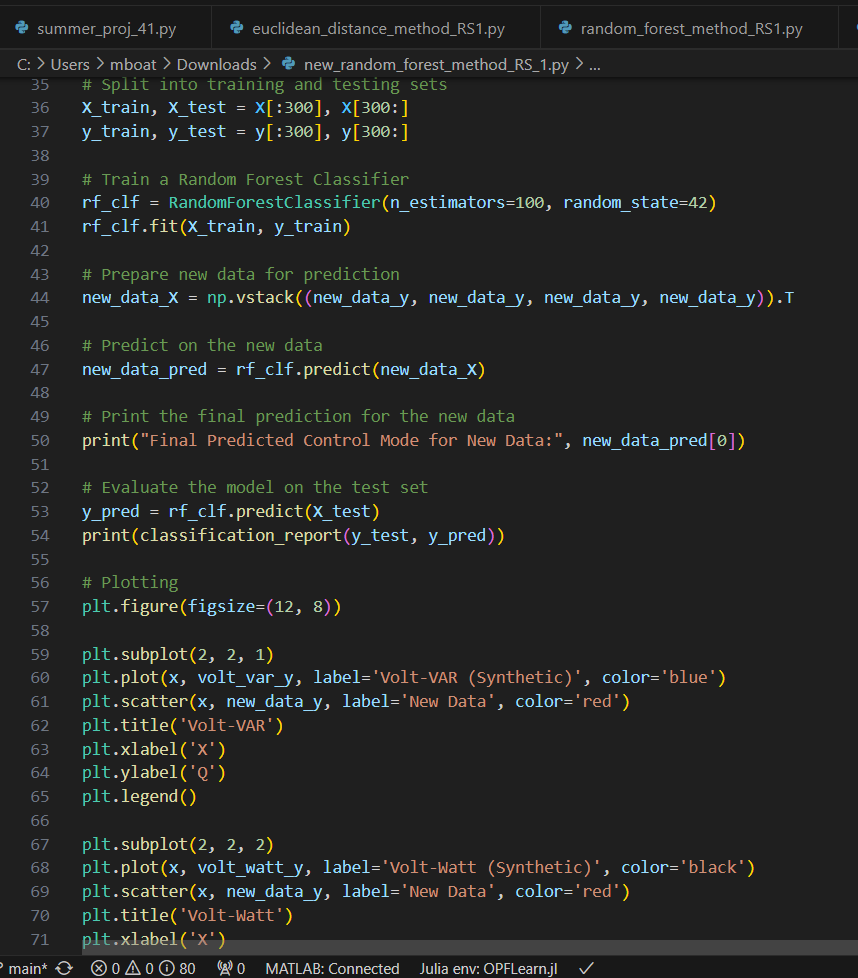 summer_proj_41.py euclidean_distance_method_RS1.py random_forest_method_RS1.py
C: > Users > mboat > Downloads > new_random_forest_method_RS_1.py > ...
35 # Split into training and testing sets
36 X_train, X_test = X[:300], X[300:]
37 y_train, y_test = y[:300], y[300:]
38
39 # Train a Random Forest Classifier
40 rf_clf = RandomForestClassifier(n_estimators=100, random_state=42)
41 rf_clf.fit(X_train, y_train)
42
43 # Prepare new data for prediction
44 new_data_X = np.vstack((new_data_y, new_data_y, new_data_y, new_data_y)).T
45
46 # Predict on the new data
47 new_data_pred = rf_clf.predict(new_data_X)
48
49 # Print the final prediction for the new data
50 print("Final Predicted Control Mode for New Data:", new_data_pred[0])
51
52 # Evaluate the model on the test set
53 y_pred = rf_clf.predict(X_test)
54 print(classification_report(y_test, y_pred))
55
56 # Plotting
57 plt.figure(figsize=(12, 8))
58
59 plt.subplot(2, 2, 1)
60 plt.plot(x, volt_var_y, label='Volt-VAR (Synthetic)', color='blue')
61 plt.scatter(x, new_data_y, label='New Data', color='red')
62 plt.title('Volt-VAR')
63 plt.xlabel('X')
64 plt.ylabel('Q')
65 plt.legend()
66
67 plt.subplot(2, 2, 2)
68 plt.plot(x, volt_watt_y, label='Volt-Watt (Synthetic)', color='black')
69 plt.scatter(x, new_data_y, label='New Data', color='red')
70 plt.title('Volt-Watt')
71 plt.xlabel('X')
main* 0 0 80 0 MATLAB: Connected Julia env: OPFLearn.jl